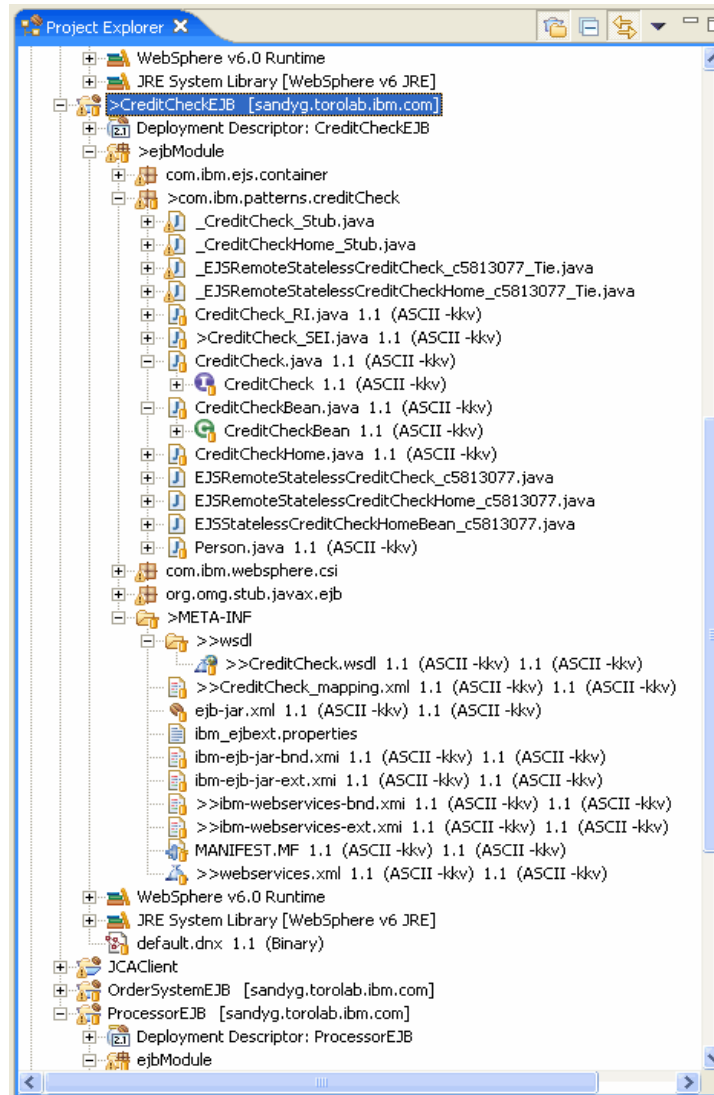 Project Explorer
WebSphere v6.0 Runtime
JRE System Library [WebSphere v6 JRE]
>CreditCheckEJB [sandyg.torolab.ibm.com]
2.1 Deployment Descriptor: CreditCheckEJB
>ejbModule
com.ibm.ejs.container
>com.ibm.patterns.creditCheck
_CreditCheck_Stub.java
_CreditCheckHome_Stub.java
_EJSRemoteStatelessCreditCheck_c5813077_Tie.java
_EJSRemoteStatelessCreditCheckHome_c5813077_Tie.java
CreditCheck_RI.java 1.1 (ASCII -kkv)
>CreditCheck_SEI.java 1.1 (ASCII -kkv)
CreditCheck.java 1.1 (ASCII -kkv)
CreditCheck 1.1 (ASCII -kkv)
CreditCheckBean.java 1.1 (ASCII -kkv)
CreditCheckBean 1.1 (ASCII -kkv)
CreditCheckHome.java 1.1 (ASCII -kkv)
EJSRemoteStatelessCreditCheck_c5813077.java
EJSRemoteStatelessCreditCheckHome_c5813077.java
EJSStatelessCreditCheckHomeBean_c5813077.java
Person.java 1.1 (ASCII -kkv)
com.ibm.websphere.csi
org.omg.stub.javax.ejb
>META-INF
>>wsdl
>>CreditCheck.wsdl 1.1 (ASCII -kkv) 1.1 (ASCII -kkv)
>>CreditCheck_mapping.xml 1.1 (ASCII -kkv) 1.1 (ASCII -kkv)
ejb-jar.xml 1.1 (ASCII -kkv) 1.1 (ASCII -kkv)
ibm_ejbext.properties
ibm-ejb-jar-bnd.xmi 1.1 (ASCII -kkv) 1.1 (ASCII -kkv)
ibm-ejb-jar-ext.xmi 1.1 (ASCII -kkv) 1.1 (ASCII -kkv)
>>ibm-webservices-bnd.xmi 1.1 (ASCII -kkv) 1.1 (ASCII -kkv)
>>ibm-webservices-ext.xmi 1.1 (ASCII -kkv) 1.1 (ASCII -kkv)
MANIFEST.MF 1.1 (ASCII -kkv) 1.1 (ASCII -kkv)
>>webservices.xml 1.1 (ASCII -kkv) 1.1 (ASCII -kkv)
WebSphere v6.0 Runtime
JRE System Library [WebSphere v6 JRE]
default.dnx 1.1 (Binary)
JCAClient
OrderSystemEJB [sandyg.torolab.ibm.com]
ProcessorEJB [sandyg.torolab.ibm.com]
2.1 Deployment Descriptor: ProcessorEJB
ejbModule